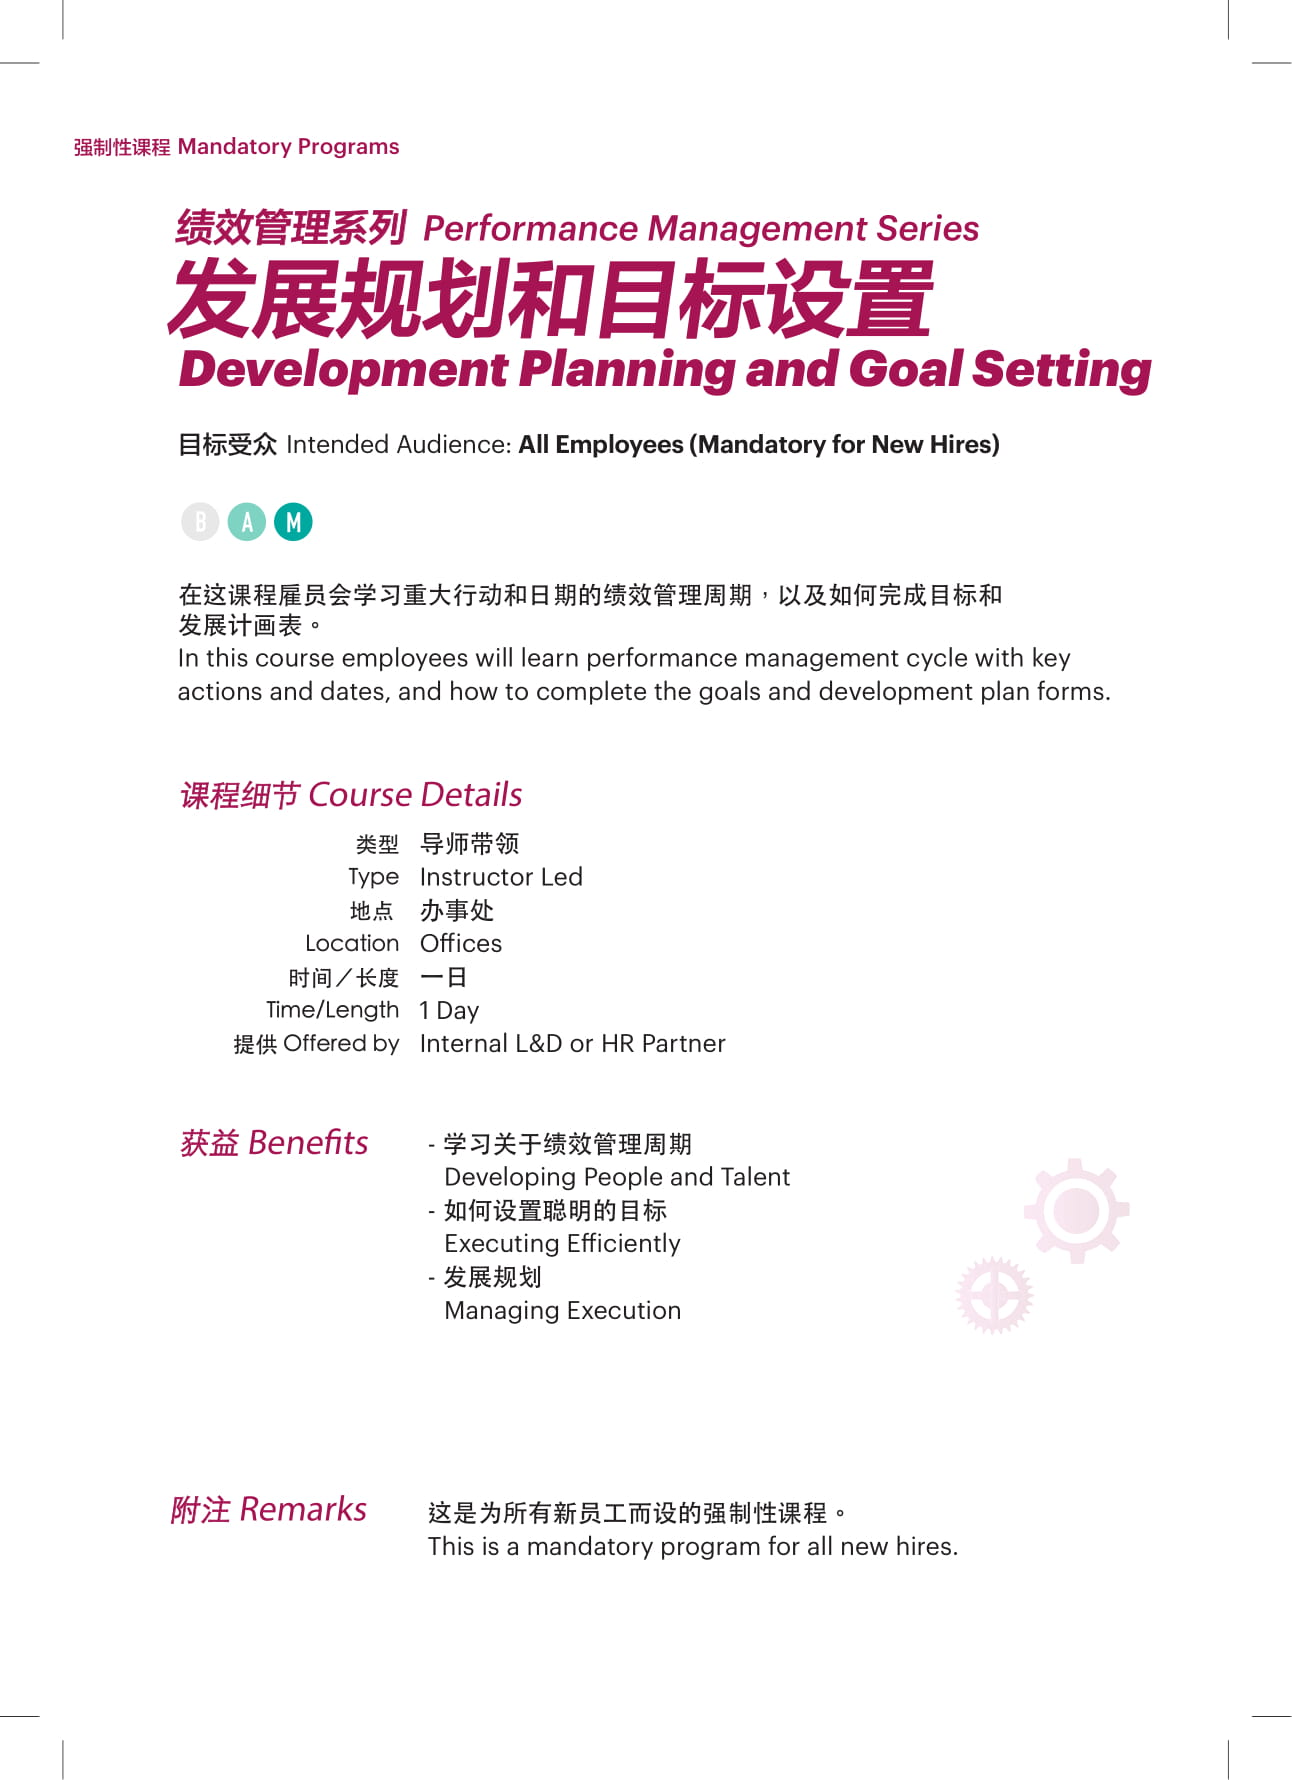 强制性课程 Mandatory Programs
绩效管理系列 Performance Management Series
发展规划和目标设置
Development Planning and Goal Setting
目标受众 Intended Audience: All Employees (Mandatory for New Hires)
B A M
在这课程雇员会学习重大行动和日期的绩效管理周期，以及如何完成目标和
发展计画表。
In this course employees will learn performance management cycle with key
actions and dates, and how to complete the goals and development plan forms.
课程细节 Course Details
类型 导师带领
Type Instructor Led
地点 办事处
Location Offices
时间／长度 一日
Time/Length 1 Day
提供 Offered by Internal L&D or HR Partner
获益 Benefits - 学习关于绩效管理周期
Developing People and Talent
- 如何设置聪明的目标
Executing Efficiently
- 发展规划
Managing Execution
附注 Remarks 这是为所有新员工而设的强制性课程。
This is a mandatory program for all new hires.